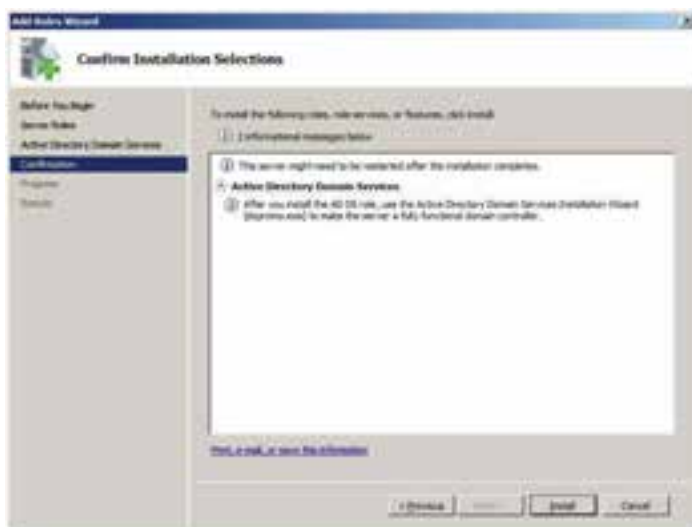 Add Roles Wizard
Confirm Installation Selections
Before You Begin
Server Roles
Active Directory Domain Services
Confirmation
Progress
Results
To install the following roles, role services, or features, click Install.
2 informational messages below
This server might need to be restarted after the installation completes.
Active Directory Domain Services
After you install the AD DS role, use the Active Directory Domain Services Installation Wizard
(dcpromo.exe) to make the server a fully functional domain controller.
Print, e-mail, or save this information
< Previous
Next >
Install
Cancel